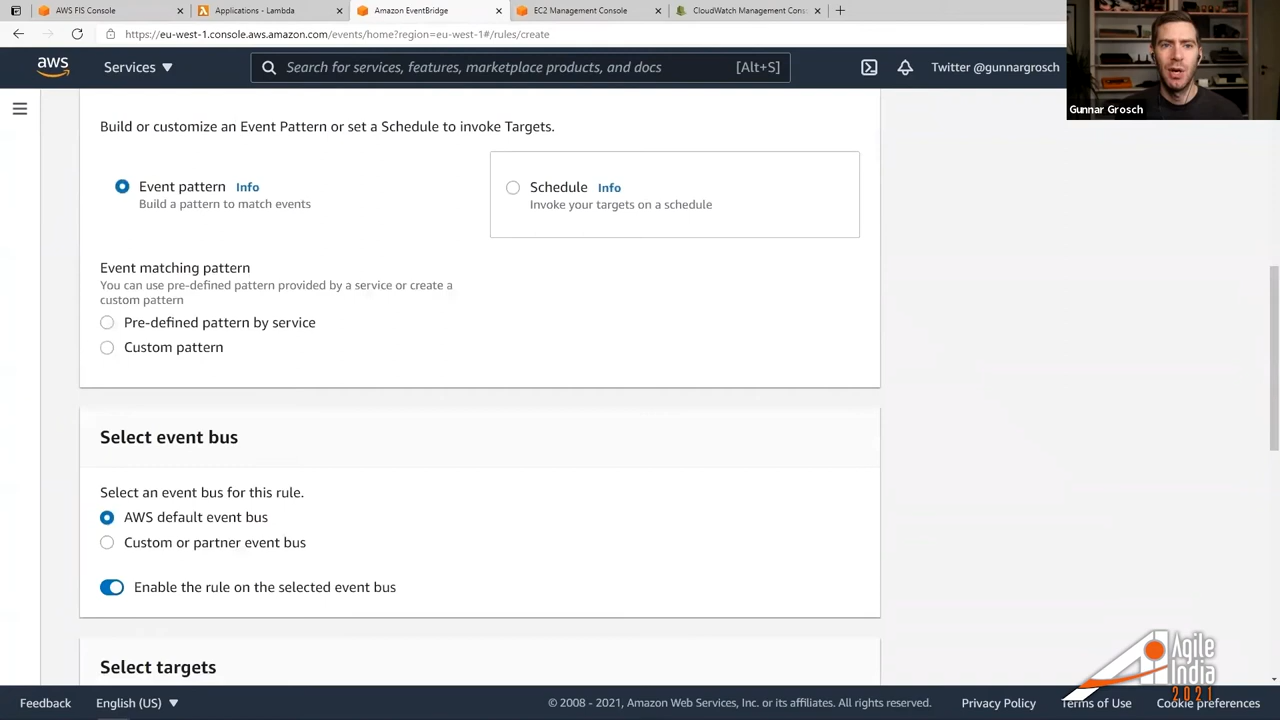 AWS FIS Console
Applications - Lambda
Amazon EventBridge
EC2 Management Console
CloudWatch Management Cons
https://eu-west-1.console.aws.amazon.com/events/home?region=eu-west-1#/rules/create
aws
Services
Search for services, features, marketplace products, and docs
[Alt+S]
Twitter @gunnargrosch
Gunnar Grosch
Build or customize an Event Pattern or set a Schedule to invoke Targets.
Event pattern Info
Build a pattern to match events
Schedule Info
Invoke your targets on a schedule
Event matching pattern
You can use pre-defined pattern provided by a service or create a
custom pattern
Pre-defined pattern by service
Custom pattern
Select event bus
Select an event bus for this rule.
AWS default event bus
Custom or partner event bus
Enable the rule on the selected event bus
Select targets
Agile
India
2021
Feedback
English (US)
© 2008 - 2021, Amazon Web Services, Inc. or its affiliates. All rights reserved.
Privacy Policy
Terms of Use
Cookie preferences